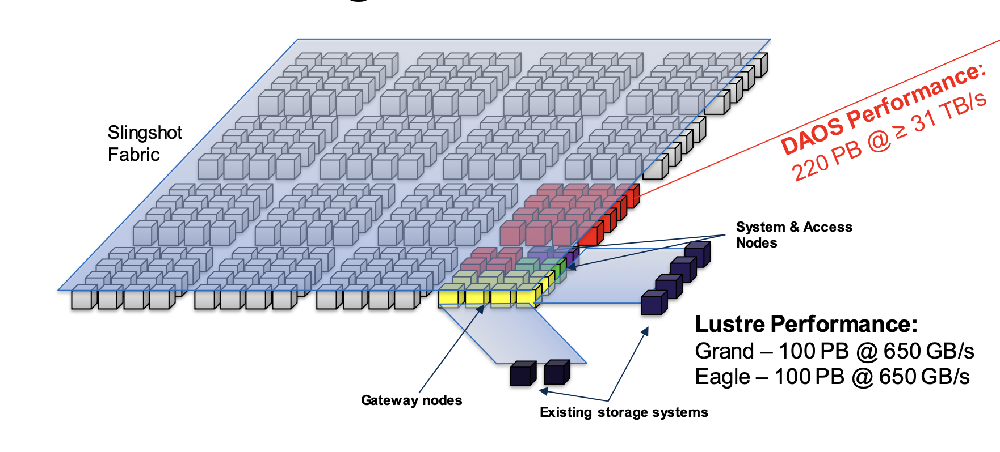 Slingshot
Fabric
DAOS Performance:
220 PB @ ≥ 31 TB/s
System & Access
Nodes
Lustre Performance:
Grand – 100 PB @ 650 GB/s
Eagle – 100 PB @ 650 GB/s
Gateway nodes
Existing storage systems